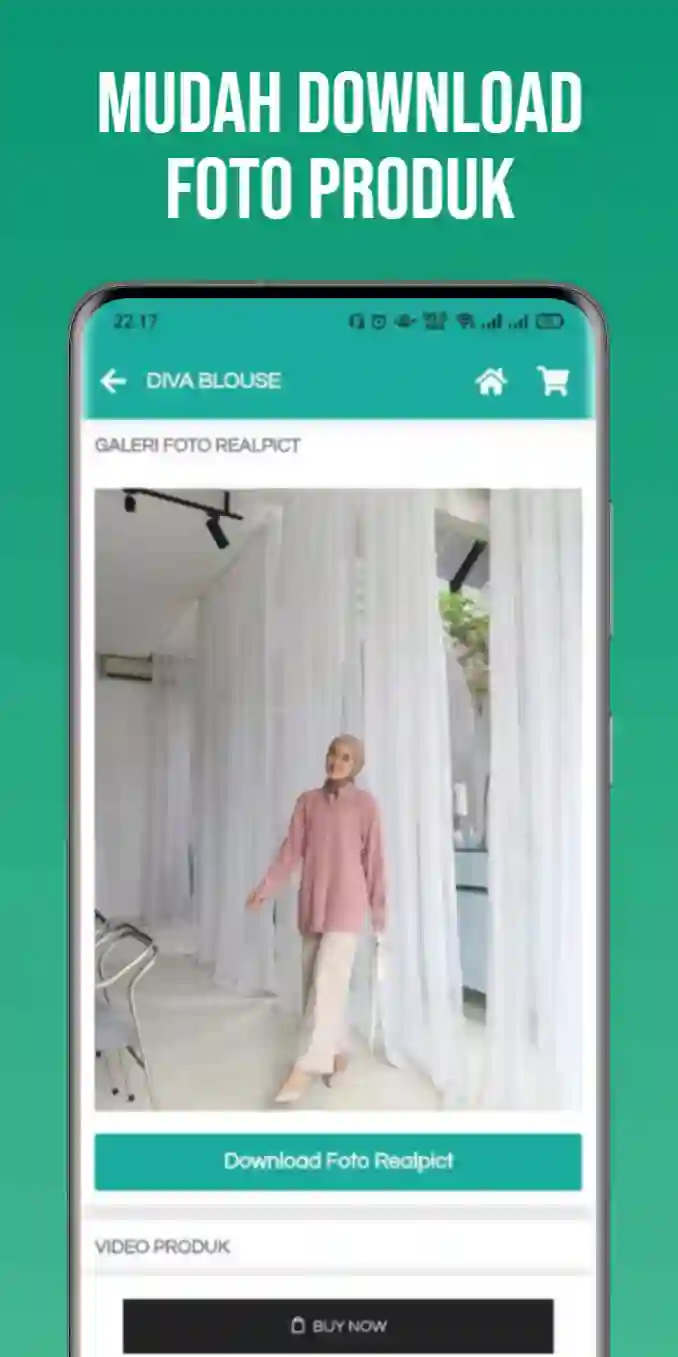 MUDAH DOWNLOAD
FOTO PRODUK
22.17
DIVA BLOUSE
GALERI FOTO REALPICT
Download Foto Realpict
VIDEO PRODUK
BUY NOW